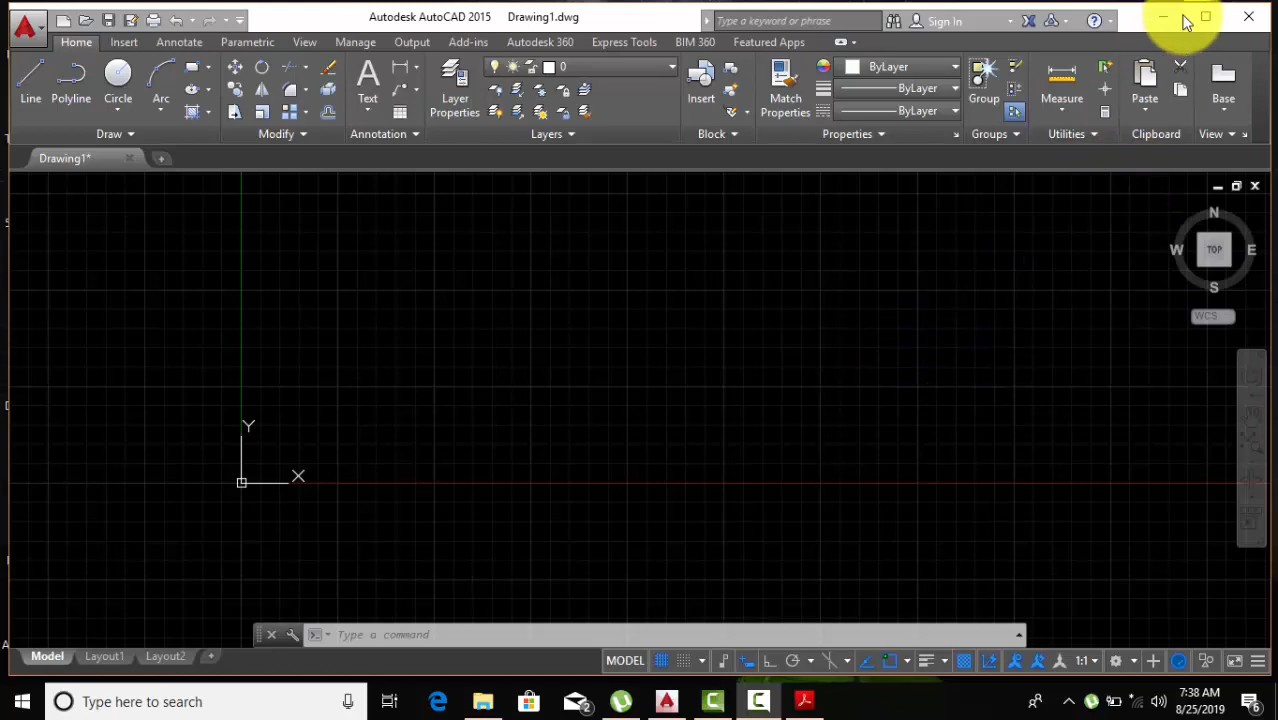 Autodesk AutoCAD 2015 Drawing1.dwg
Type a keyword or phrase
Sign In
Home Insert Annotate Parametric View Manage Output Add-ins Autodesk 360 Express Tools BIM 360 Featured Apps
0
ByLayer
ByLayer
ByLayer
Line Polyline Circle Arc
A
Text
Layer
Properties
Insert
Match
Properties
Group
Measure
Paste
Base
Draw Modify Annotation Layers Block Properties Groups Utilities Clipboard View
Drawing1*
N
W TOP E
S
WCS
Y
X
Type a command
Model Layout1 Layout2 +
MODEL 1:1
Type here to search
2
7:38 AM
8/25/2019
6